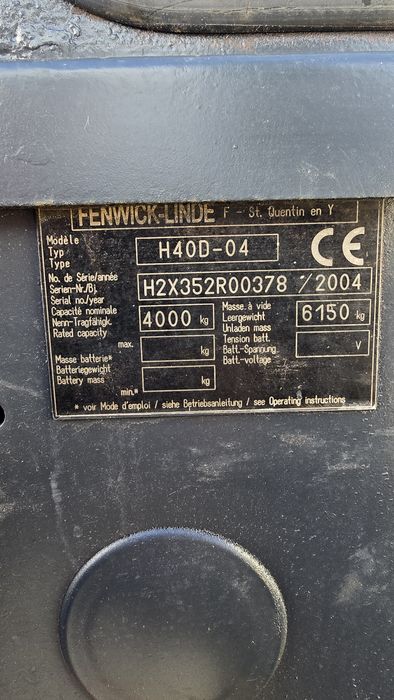 FENWICK-LINDE F - St. Quentin en Y
Modèle
Typ
Type
H40D-04
CE
No. de Série/année
Serien-Nr./Bj.
Serial no./year
H2X352R00378 / 2004
Capacité nominale
Nenn-Tragfähigk.
Rated capacity
4000 kg
Masse. à vide
Leergewicht
Unladen mass
6150 kg
max. kg
Tension batt.
Batt.-Spannung
Batt.-voltage
V
Masse batterie*
Batteriegewicht
Battery mass
min.* kg
* voir Mode d'emploi / siehe Betriebsanleitung / see Operating instructions